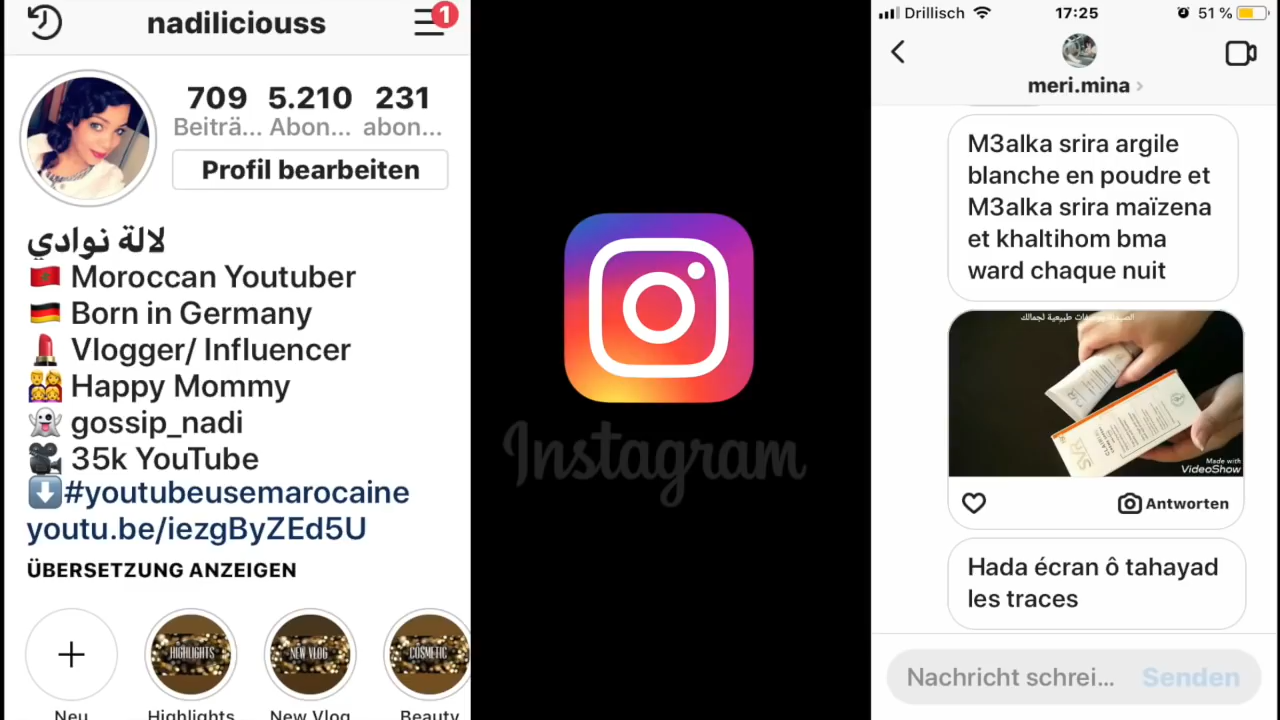 nadiliciouss
1
709 5.210 231
Beiträ... Abon... abon...
Profil bearbeiten
لالة نوادي
Moroccan Youtuber
Born in Germany
Vlogger/ Influencer
Happy Mommy
gossip_nadi
35k YouTube
#youtubeusemarocaine
youtu.be/iezgByZEd5U
ÜBERSETZUNG ANZEIGEN
HIGHLIGHTS NEW VLOG COSMETIC
Neu Highlights New Vlog Beauty
Instagram
Drillisch 17:25 51 %
meri.mina
M3alka srira argile
blanche en poudre et
M3alka srira maïzena
et khaltihom bma
ward chaque nuit
طبيعية لجمالك
SVR
Made with
VideoShow
Antworten
Hada écran ô tahayad
les traces
Nachricht schrei... Senden